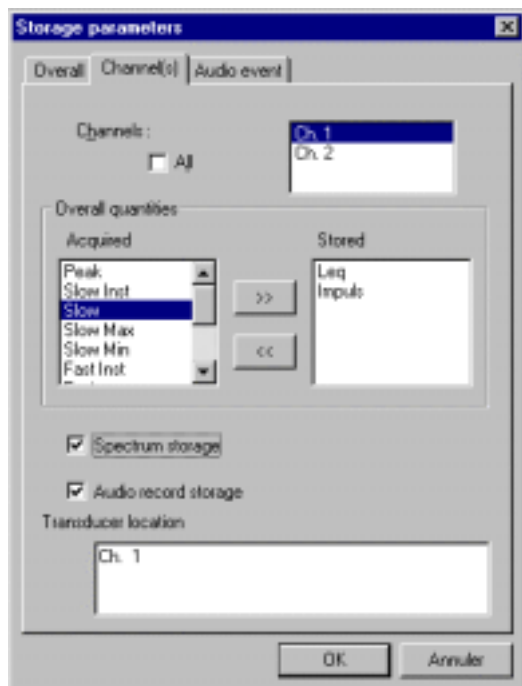 Storage parameters
Overall Channel(s) Audio event
Channels :
All
Ch. 1
Ch. 2
Overall quantities
Acquired
Stored
Peak
Slow Inst
Slow
Slow Max
Slow Min
Fast Inst
>>
<<
Leq
Impuls
Spectrum storage
Audio record storage
Transducer location
Ch. 1
OK Annuler